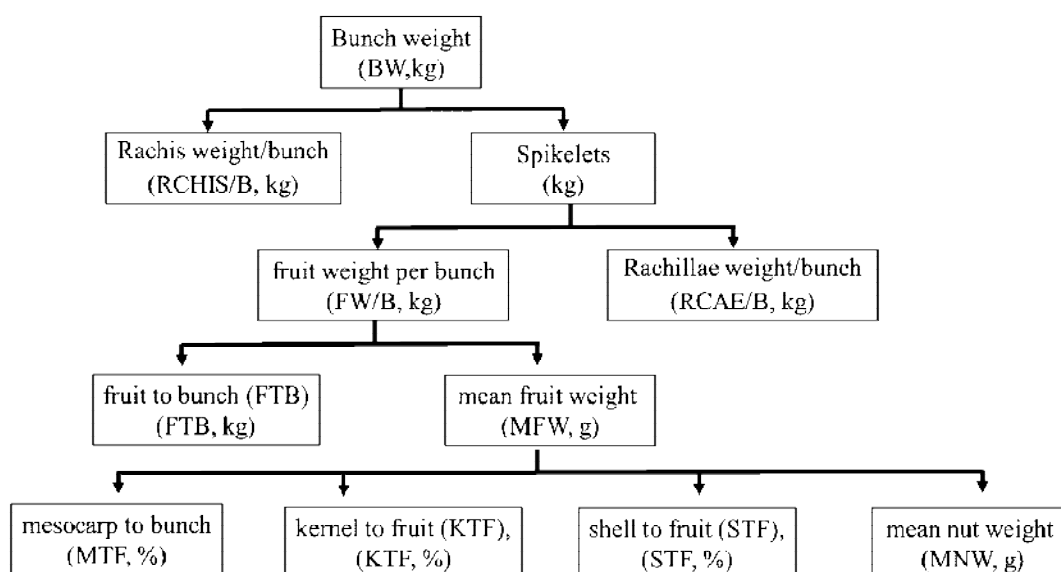 Bunch weight
(BW,kg)
Rachis weight/bunch
(RCHIS/B, kg)
Spikelets
(kg)
fruit weight per bunch
(FW/B, kg)
Rachillae weight/bunch
(RCAE/B, kg)
fruit to bunch (FTB)
(FTB, kg)
mean fruit weight
(MFW, g)
mesocarp to bunch
(MTF, %)
kernel to fruit (KTF),
(KTF, %)
shell to fruit (STF),
(STF, %)
mean nut weight
(MNW, g)